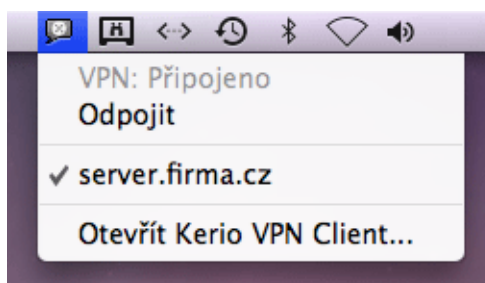 VPN: Připojeno
Odpojit
server.firma.cz
Otevřít Kerio VPN Client...